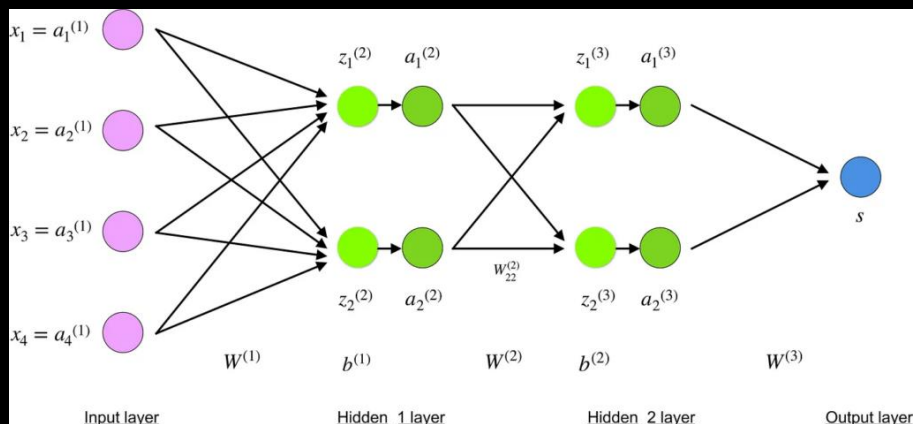 x₁ = a₁⁽¹⁾
x₂ = a₂⁽¹⁾
x₃ = a₃⁽¹⁾
x₄ = a₄⁽¹⁾
z₁⁽²⁾ a₁⁽²⁾
z₂⁽²⁾ a₂⁽²⁾
W₂₂⁽²⁾
z₁⁽³⁾ a₁⁽³⁾
z₂⁽³⁾ a₂⁽³⁾
s
W⁽¹⁾ b⁽¹⁾ W⁽²⁾ b⁽²⁾ W⁽³⁾
Input layer Hidden 1 layer Hidden 2 layer Output layer